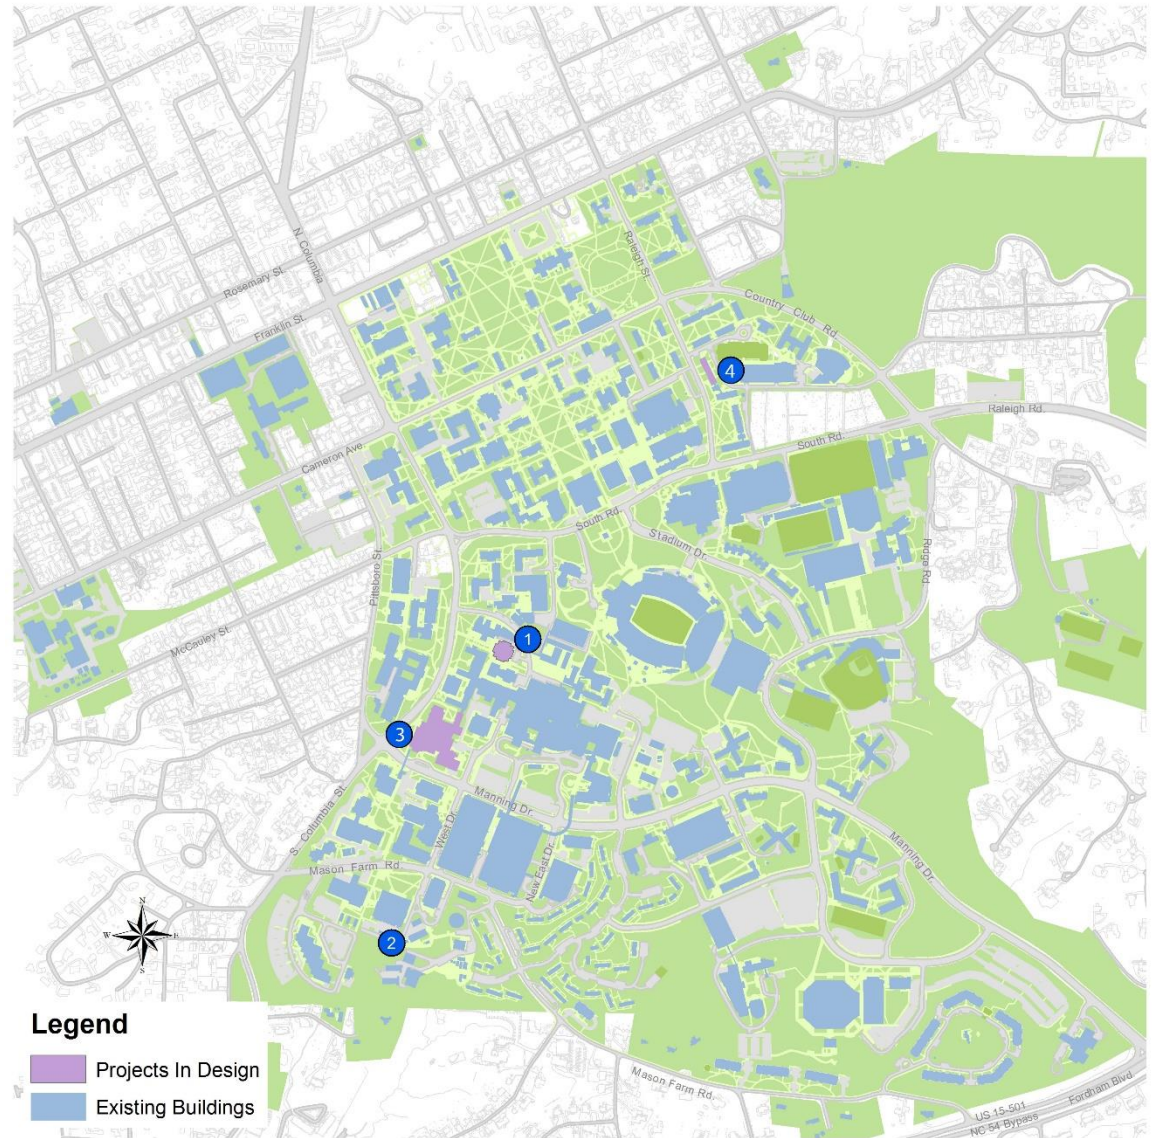 N. Columbia
Rosemary St.
Franklin St.
Raleigh St.
Country Club Rd.
4
Raleigh Rd.
South Rd.
Cameron Ave.
South Rd.
Stadium Dr.
Ridge Rd.
Pittsboro St.
McCauley St.
1
3
Manning Dr.
S. Columbia St.
West Dr.
Manning Dr.
Mason Farm Rd.
New East Dr.
N
W
E
S
2
Legend
Projects In Design
Existing Buildings
Mason Farm Rd.
US 15-501
Fordham Blvd.
NC 54 Bypass